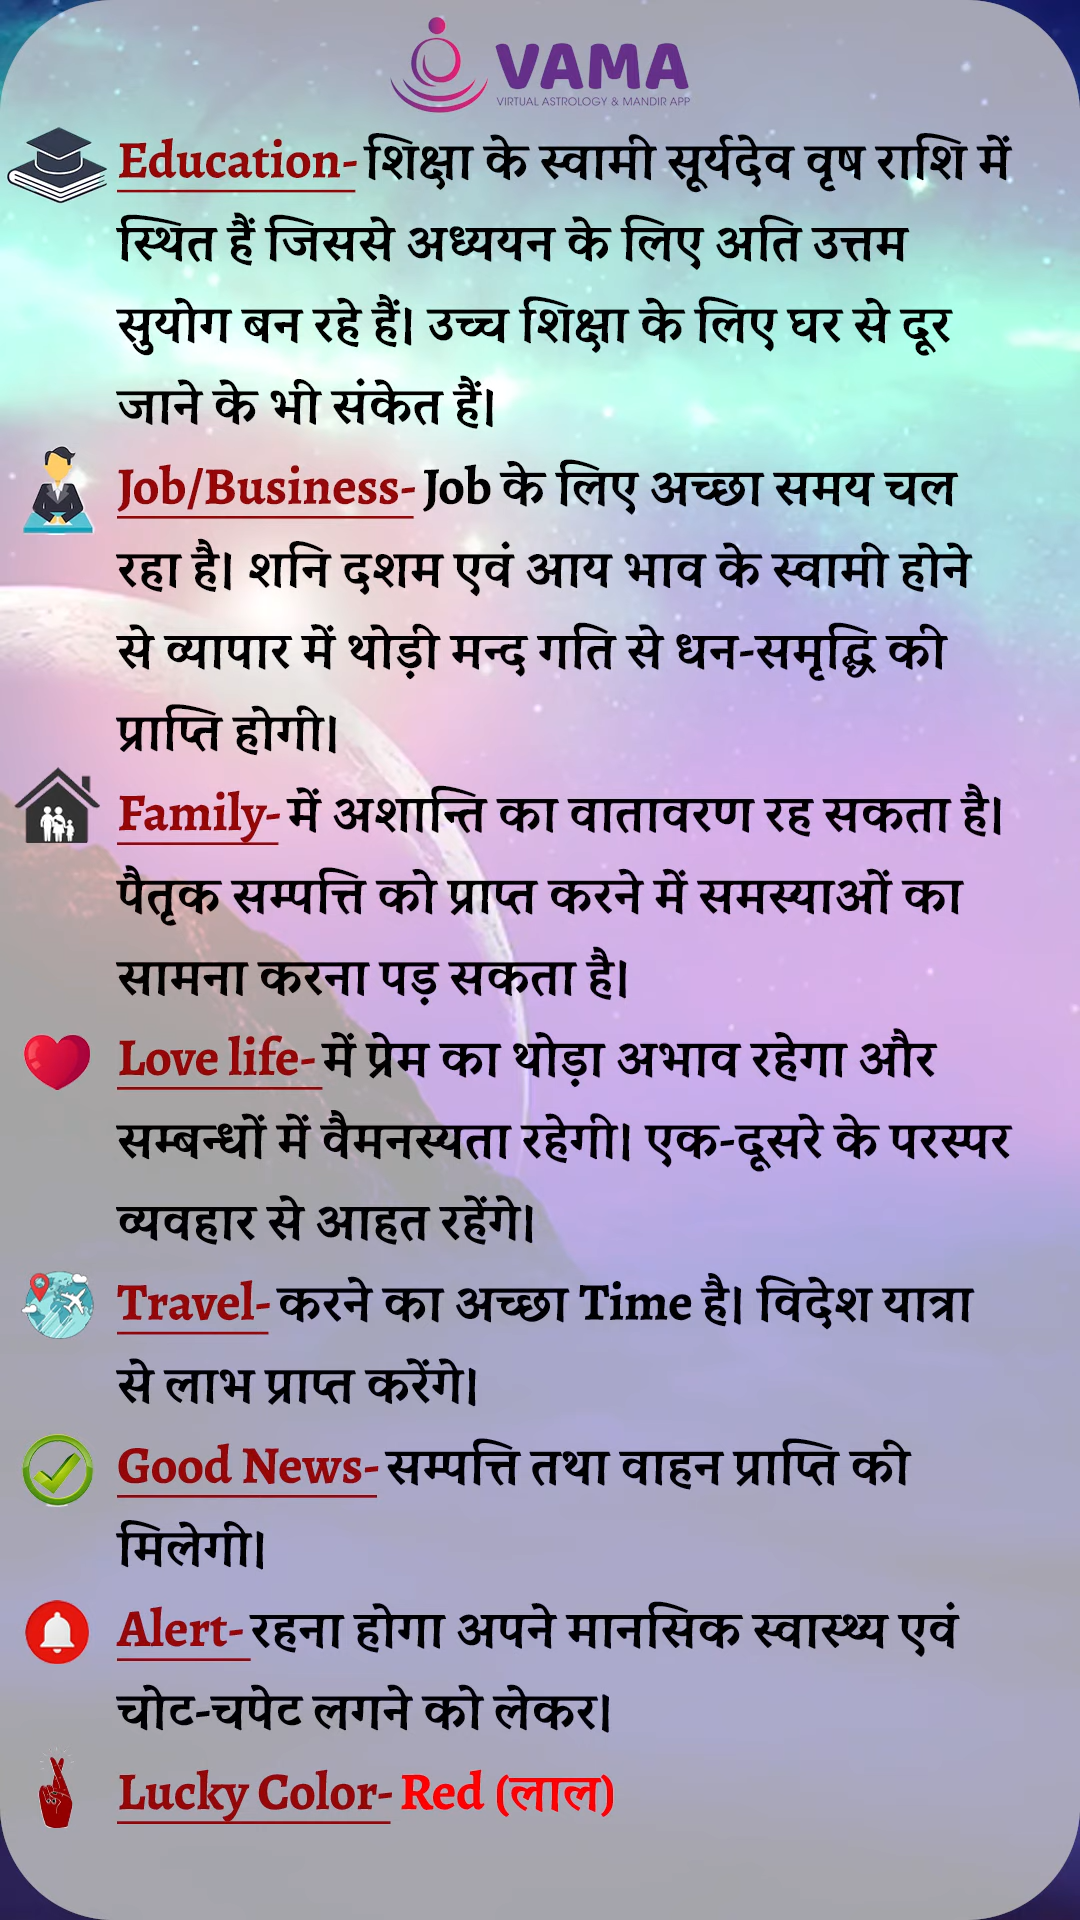 VAMA
VIRTUAL ASTROLOGY & MANDIR APP
Education- शिक्षा के स्वामी सूर्यदेव वृष राशि में
स्थित हैं जिससे अध्ययन के लिए अति उत्तम
सुयोग बन रहे हैं। उच्च शिक्षा के लिए घर से दूर
जाने के भी संकेत हैं।
Job/Business- Job के लिए अच्छा समय चल
रहा है। शनि दशम एवं आय भाव के स्वामी होने
से व्यापार में थोड़ी मन्द गति से धन-समृद्धि की
प्राप्ति होगी।
Family- में अशान्ति का वातावरण रह सकता है।
पैतृक सम्पत्ति को प्राप्त करने में समस्याओं का
सामना करना पड़ सकता है।
Love life- में प्रेम का थोड़ा अभाव रहेगा और
सम्बन्धों में वैमनस्यता रहेगी। एक-दूसरे के परस्पर
व्यवहार से आहत रहेंगे।
Travel- करने का अच्छा Time है। विदेश यात्रा
से लाभ प्राप्त करेंगे।
Good News- सम्पत्ति तथा वाहन प्राप्ति की
मिलेगी।
Alert- रहना होगा अपने मानसिक स्वास्थ्य एवं
चोट-चपेट लगने को लेकर।
Lucky Color- Red (लाल)